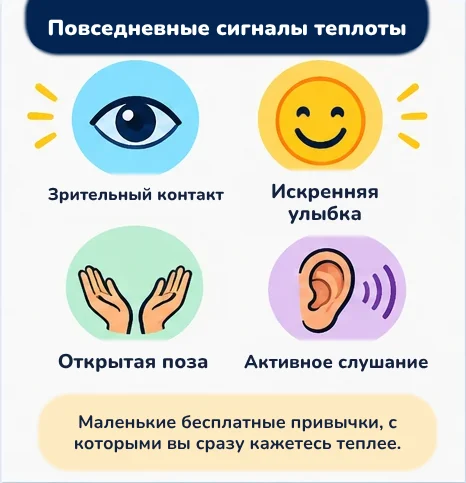 Повседневные сигналы теплоты
Зрительный контакт
Искренняя
улыбка
Открытая поза
Активное слушание
Маленькие бесплатные привычки, с
которыми вы сразу кажетесь теплее.